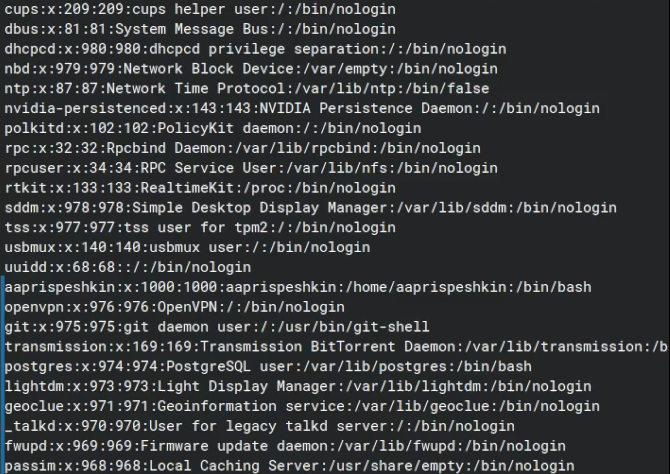 cups:x:209:209:cups helper user:/:/bin/nologin
dbus:x:81:81:System Message Bus:/:/bin/nologin
dhcpcd:x:980:980:dhcpcd privilege separation:/:/bin/nologin
nbd:x:979:979:Network Block Device:/var/empty:/bin/nologin
ntp:x:87:87:Network Time Protocol:/var/lib/ntp:/bin/false
nvidia-persistenced:x:143:143:NVIDIA Persistence Daemon:/:/bin/nologin
polkitd:x:102:102:PolicyKit daemon:/:/bin/nologin
rpc:x:32:32:Rpcbind Daemon:/var/lib/rpcbind:/bin/nologin
rpcuser:x:34:34:RPC Service User:/var/lib/nfs:/bin/nologin
rtkit:x:133:133:RealtimeKit:/proc:/bin/nologin
sddm:x:978:978:Simple Desktop Display Manager:/var/lib/sddm:/bin/nologin
tss:x:977:977:tss user for tpm2:/:/bin/nologin
usbmux:x:140:140:usbmux user:/:/bin/nologin
uuidd:x:68:68::/:/bin/nologin
aaprispeshkin:x:1000:1000:aaprispeshkin:/home/aaprispeshkin:/bin/bash
openvpn:x:976:976:OpenVPN:/:/bin/nologin
git:x:975:975:git daemon user:/:/usr/bin/git-shell
transmission:x:169:169:Transmission BitTorrent Daemon:/var/lib/transmission:/b
postgres:x:974:974:PostgreSQL user:/var/lib/postgres:/bin/bash
lightdm:x:973:973:Light Display Manager:/var/lib/lightdm:/bin/nologin
geoclue:x:971:971:Geoinformation service:/var/lib/geoclue:/bin/nologin
_talkd:x:970:970:User for legacy talkd server:/:/bin/nologin
fwupd:x:969:969:Firmware update daemon:/var/lib/fwupd:/bin/nologin
passim:x:968:968:Local Caching Server:/usr/share/empty:/bin/nologin